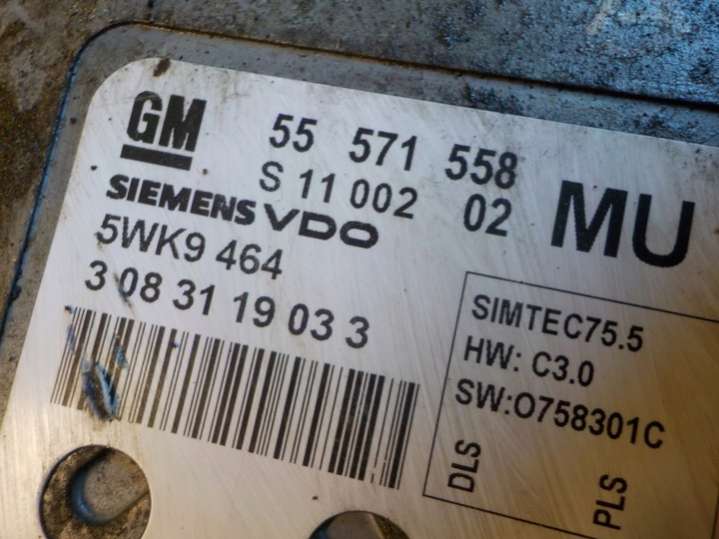 GM 55 571 558
S 11 002 02 MU
SIEMENS VDO
5WK9 464
3 08 31 19 03 3
SIMTEC75.5
HW: C3.0
SW:O758301C
DLS PLS